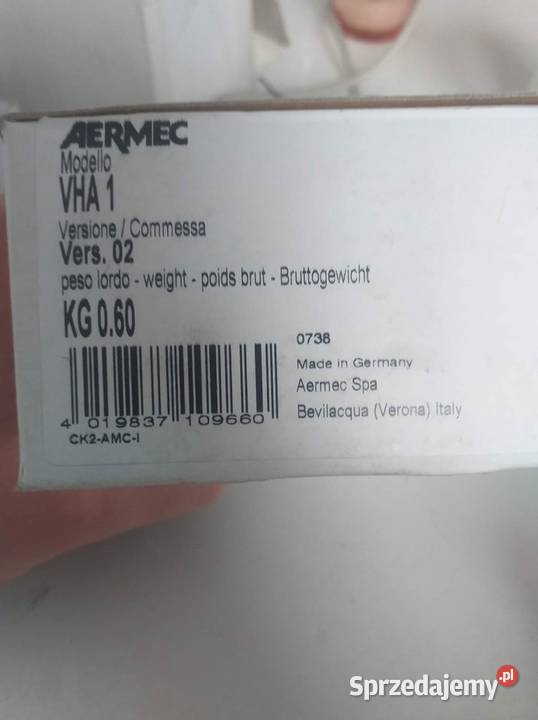 AERMEC
Modello
VHA 1
Versione / Commessa
Vers. 02
peso lordo - weight - poids brut - Bruttogewicht
KG 0.60
0738
Made in Germany
Aermec Spa
Bevilacqua (Verona) Italy
4 019837 109660
CK2-AMC-I
Sprzedajemy.pl